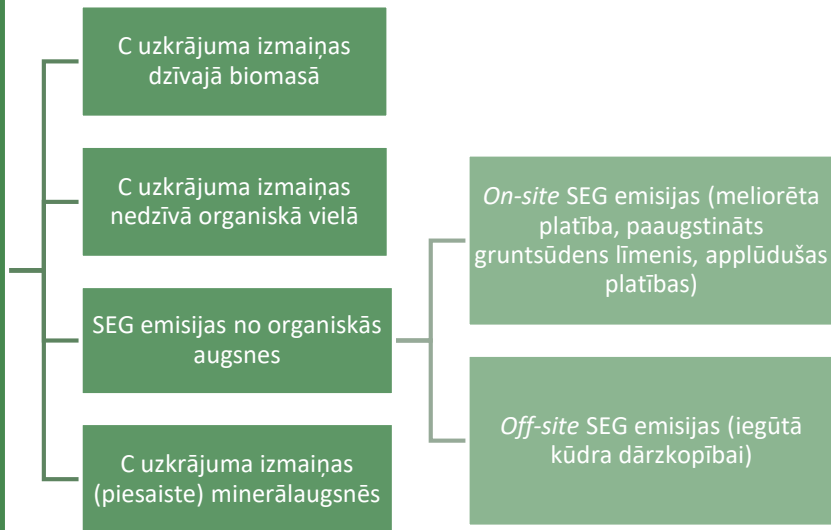 C uzkrājuma izmaiņas
dzīvajā biomasā
C uzkrājuma izmaiņas
nedzīvā organiskā vielā
SEG emisijas no organiskās
augsnes
C uzkrājuma izmaiņas
(piesaiste) minerālaugsnēs
On-site SEG emisijas (meliorēta
platība, paaugstināts
gruntsūdens līmenis, applūdušas
platības)
Off-site SEG emisijas (iegūtā
kūdra dārzkopībai)